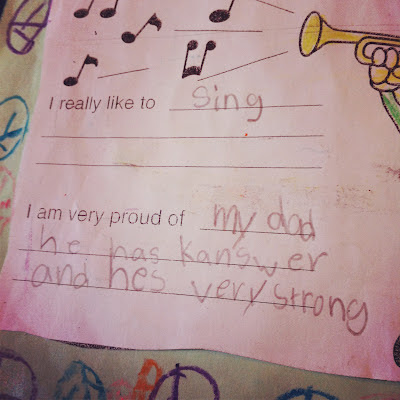 I really like to sing
I am very proud of my dad
he has kanswer
and hes very strong